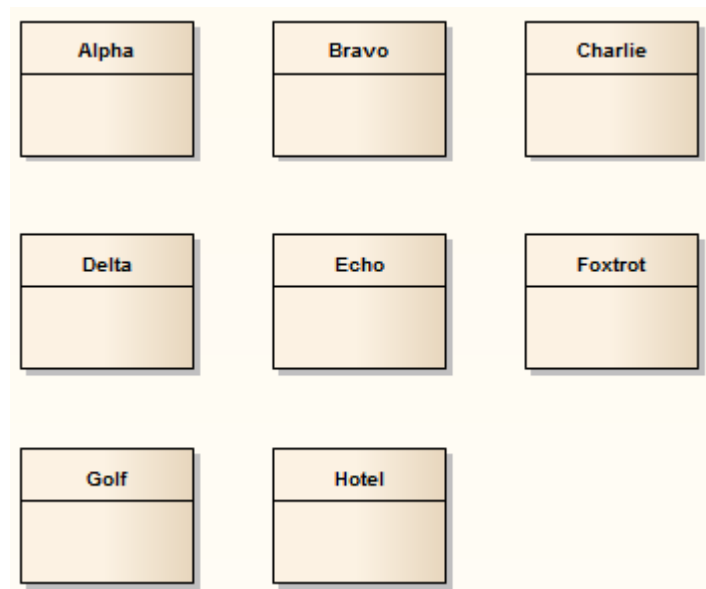 Alpha
Bravo
Charlie
Delta
Echo
Foxtrot
Golf
Hotel